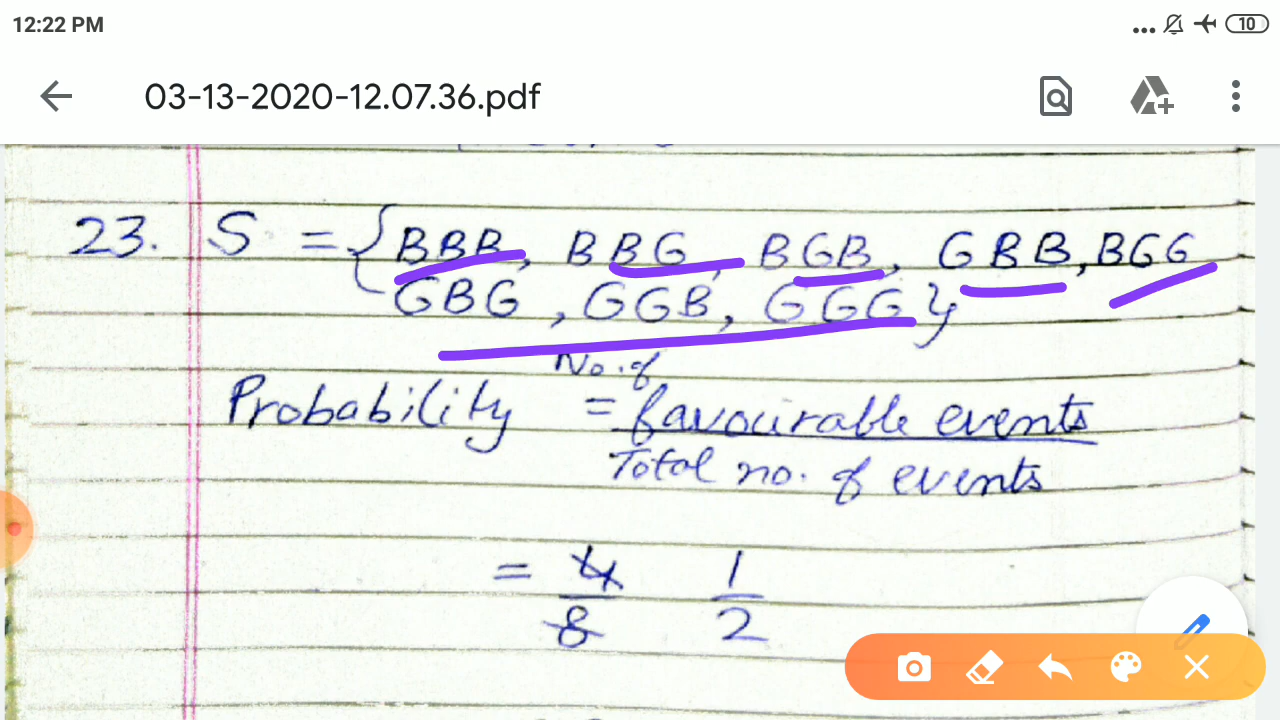 12:22 PM
... 10
03-13-2020-12.07.36.pdf
23. S = { BBB, BBG, BGB, GBB, BGG
GBG, GGB, GGG }
No. of
Probability = favourable events
Total no. of events
= 4 1
8 2